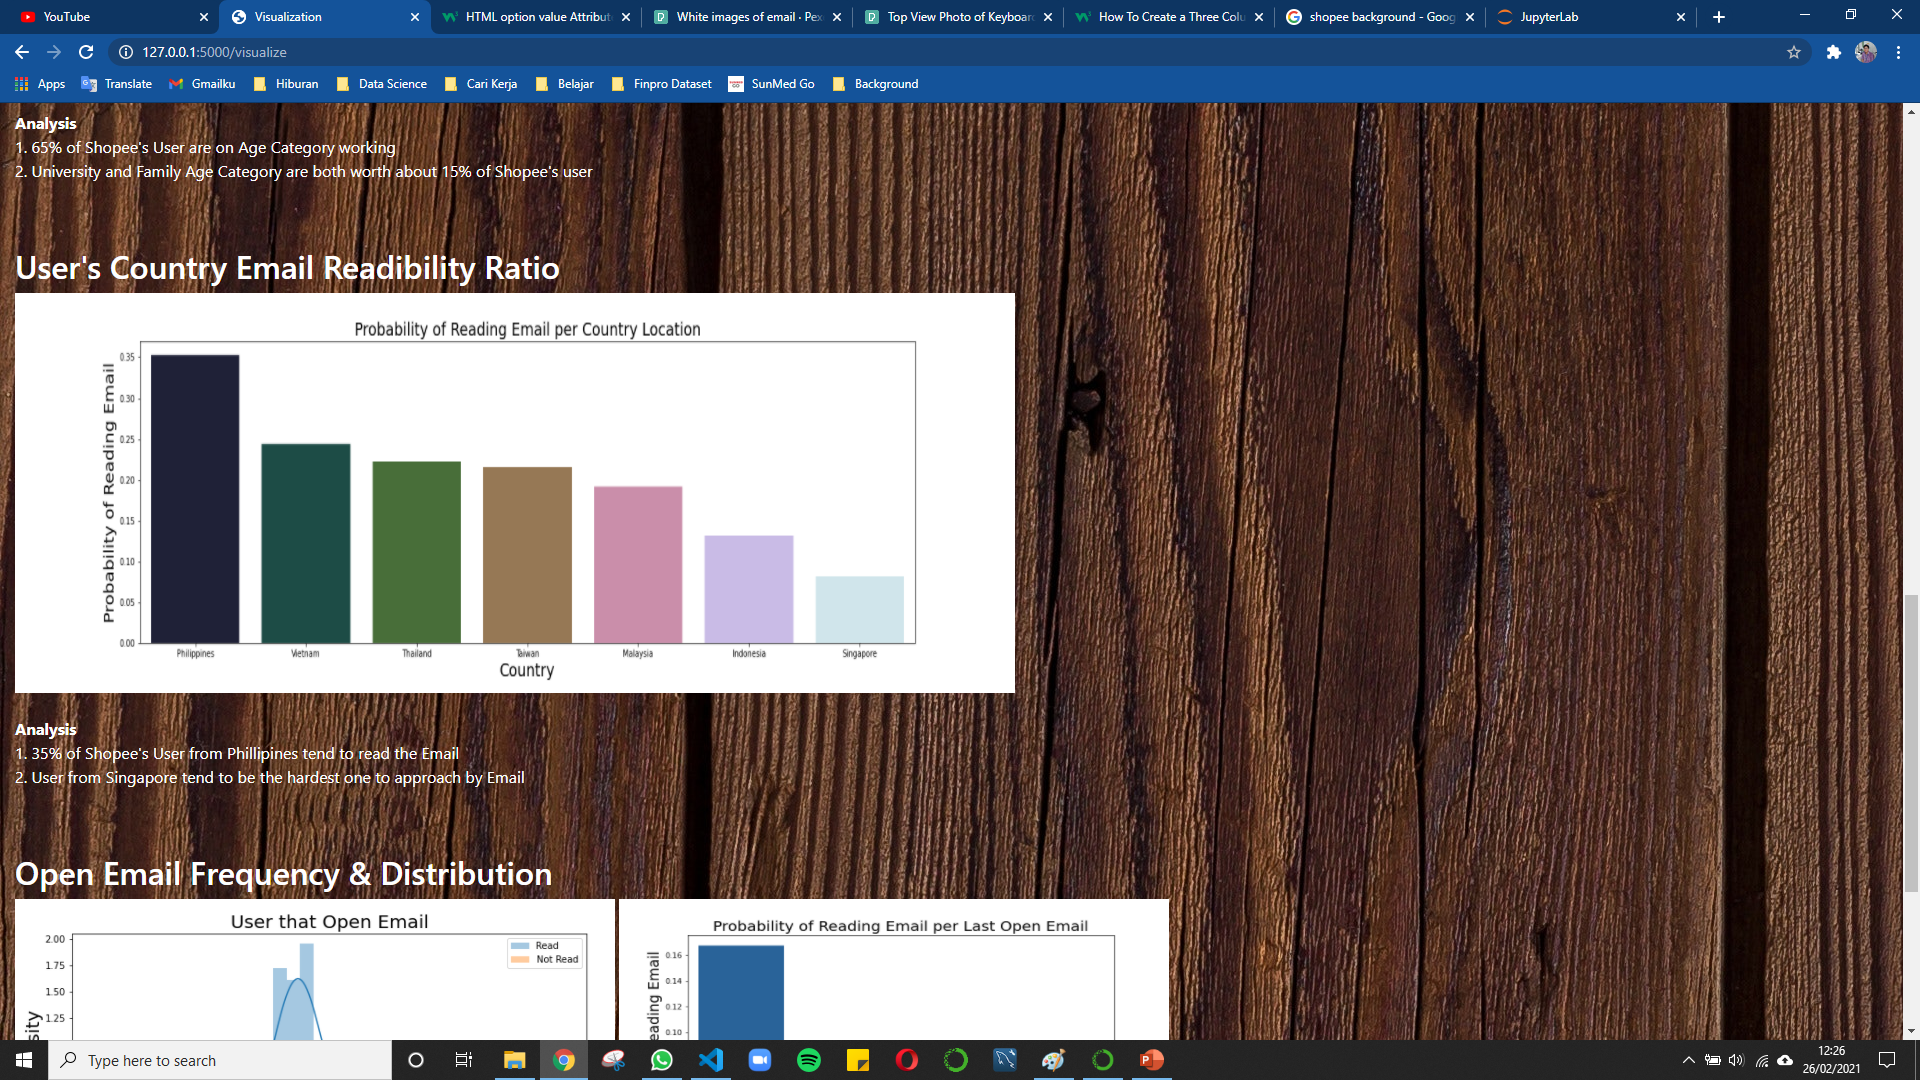 YouTube
Visualization
HTML option value Attribut
White images of email · Pex
Top View Photo of Keyboard
How To Create a Three Colu
shopee background - Goog
JupyterLab
127.0.0.1:5000/visualize
Apps
Translate
Gmailku
Hiburan
Data Science
Cari Kerja
Belajar
Finpro Dataset
SunMed Go
Background
Analysis
1. 65% of Shopee's User are on Age Category working
2. University and Family Age Category are both worth about 15% of Shopee's user
User's Country Email Readibility Ratio
Probability of Reading Email per Country Location
Probability of Reading Email
0.35
0.30
0.25
0.20
0.15
0.10
0.05
0.00
Philippines
Vietnam
Thailand
Taiwan
Malaysia
Indonesia
Singapore
Country
Analysis
1. 35% of Shopee's User from Phillipines tend to read the Email
2. User from Singapore tend to be the hardest one to approach by Email
Open Email Frequency & Distribution
User that Open Email
2.00
1.75
1.50
1.25
sity
Read
Not Read
Probability of Reading Email per Last Open Email
eading Email
0.16
0.14
0.12
0.10
Type here to search
12:26
26/02/2021